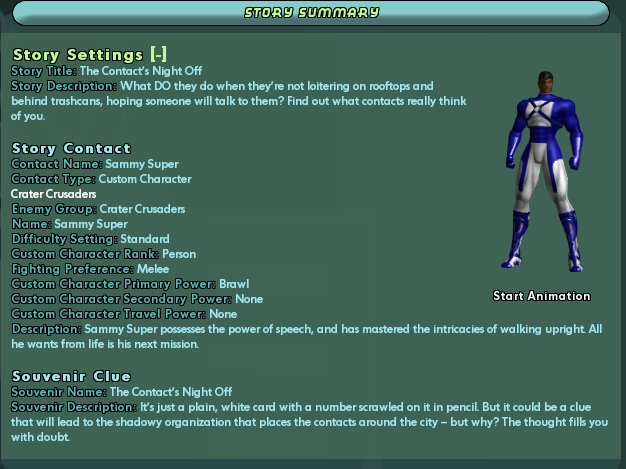 STORY SUMMARY
Story Settings [-]
Story Title: The Contact's Night Off
Story Description: What DO they do when they're not loitering on rooftops and
behind trashcans, hoping someone will talk to them? Find out what contacts really think
of you.
Story Contact
Contact Name: Sammy Super
Contact Type: Custom Character
Crater Crusaders
Enemy Group: Crater Crusaders
Name: Sammy Super
Difficulty Setting: Standard
Custom Character Rank: Person
Fighting Preference: Melee
Custom Character Primary Power: Brawl
Custom Character Secondary Power: None
Custom Character Travel Power: None
Start Animation
Description: Sammy Super possesses the power of speech, and has mastered the intricacies of walking upright. All
he wants from life is his next mission.
Souvenir Clue
Souvenir Name: The Contact's Night Off
Souvenir Description: It's just a plain, white card with a number scrawled on it in pencil. But it could be a clue
that will lead to the shadowy organization that places the contacts around the city – but why? The thought fills you
with doubt.